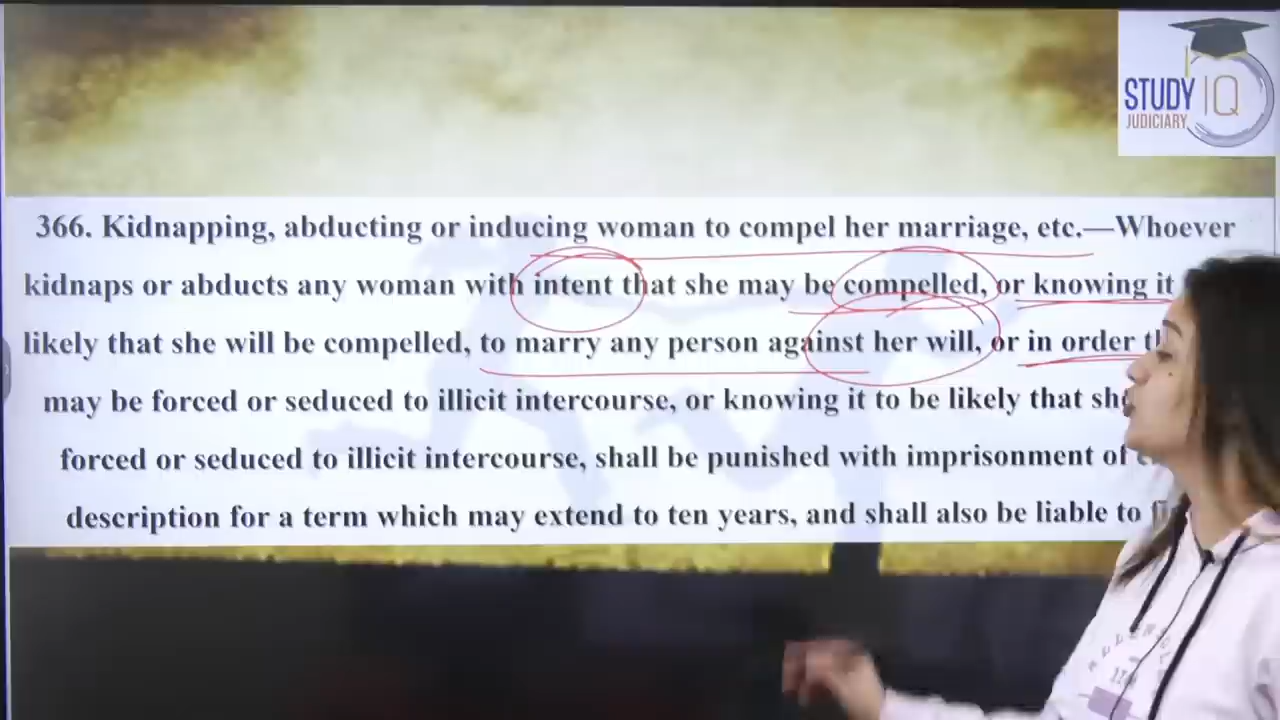 STUDY IQ
JUDICIARY
366. Kidnapping, abducting or inducing woman to compel her marriage, etc.—Whoever
kidnaps or abducts any woman with intent that she may be compelled, or knowing it
likely that she will be compelled, to marry any person against her will, or in order
may be forced or seduced to illicit intercourse, or knowing it to be likely that
forced or seduced to illicit intercourse, shall be punished with imprisonment of
description for a term which may extend to ten years, and shall also be liable to